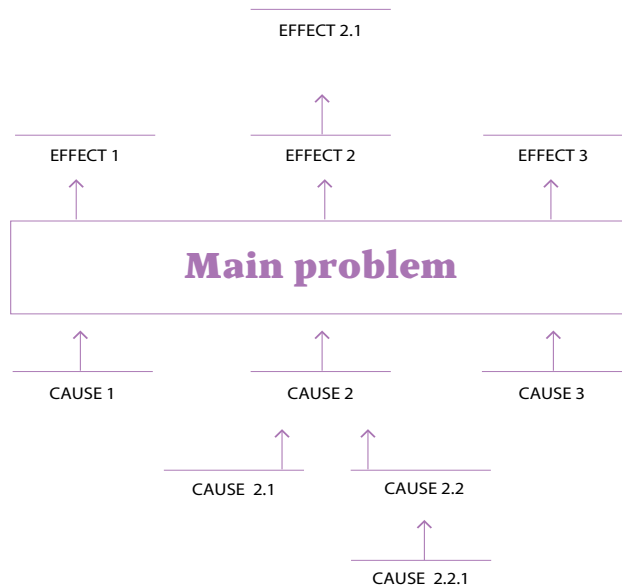 EFFECT 2.1
EFFECT 1
EFFECT 2
EFFECT 3
Main problem
CAUSE 1
CAUSE 2
CAUSE 3
CAUSE 2.1
CAUSE 2.2
CAUSE 2.2.1